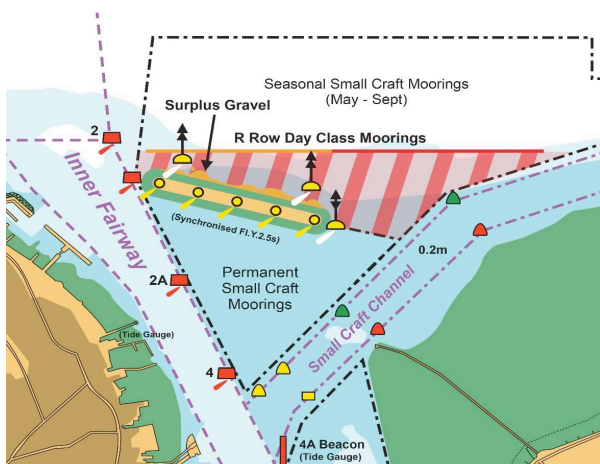 Seasonal Small Craft Moorings
(May - Sept)
Surplus Gravel
R Row Day Class Moorings
2
Inner Fairway
(Synchronised Fl.Y.2.5s)
0.2m
2A
Permanent
Small Craft
Moorings
Small Craft Channel
(Tide Gauge)
4
4A Beacon
(Tide Gauge)